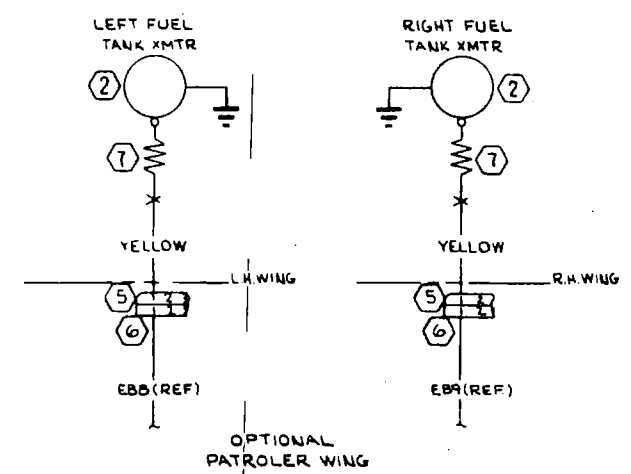 LEFT FUEL
TANK XMTR
RIGHT FUEL
TANK XMTR
2
2
7
7
YELLOW
YELLOW
L.H. WING
R.H. WING
5
5
6
6
EB8 (REF)
EB9 (REF)
OPTIONAL
PATROLER WING